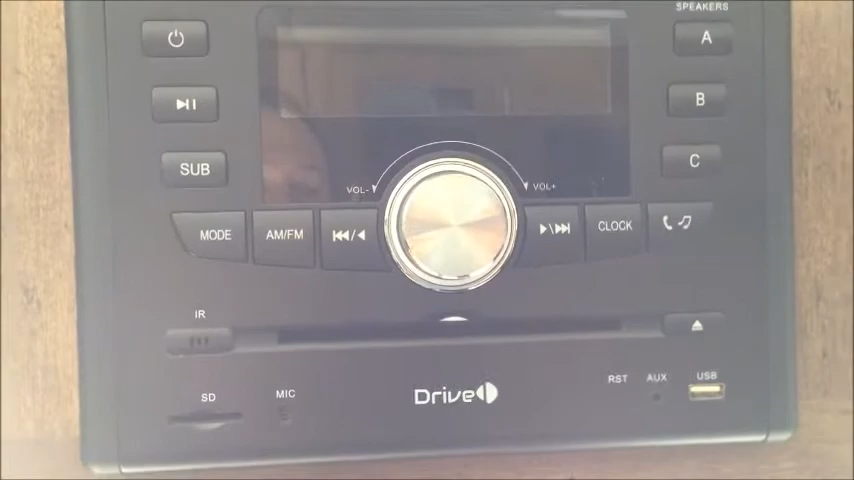 SPEAKERS
A
B
SUB
C
VOL-
VOL+
MODE
AM/FM
CLOCK
IR
SD
MIC
Drive
RST
AUX
USB